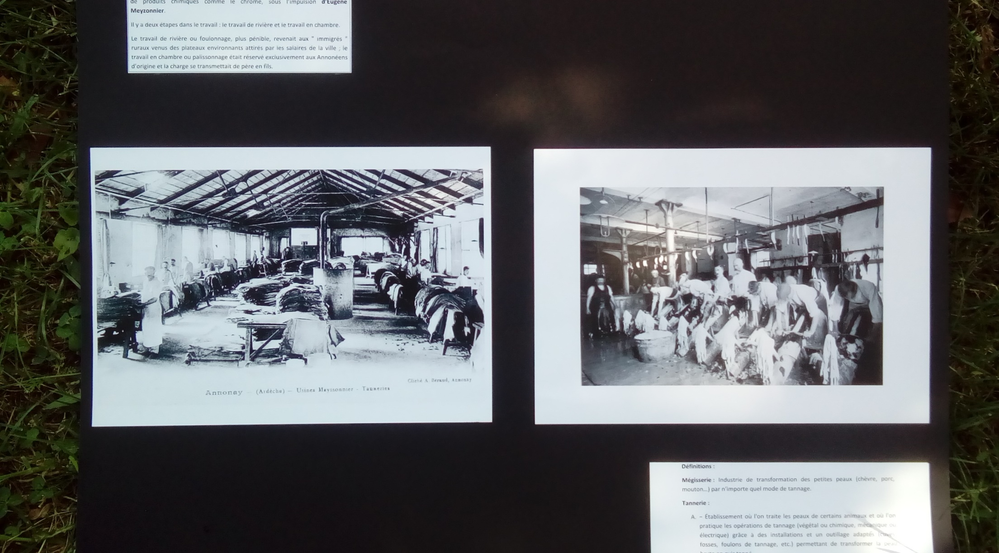 de produits chimiques comme le chrome, sous l'impulsion d'Eugène
Meyzonnier.
Il y a deux étapes dans le travail : le travail de rivière et le travail en chambre.
Le travail de rivière ou foulonnage, plus pénible, revenait aux " immigrés "
ruraux venus des plateaux environnants attirés par les salaires de la ville ; le
travail en chambre ou palissonnage était réservé exclusivement aux Annonéens
d'origine et la charge se transmettait de père en fils.
Cliché A. Béraud, Annonay
Annonay - (Ardèche) - Usines Meyssonnier - Tanneries
Définitions :
Mégisserie : Industrie de transformation des petites peaux (chèvre, porc,
mouton...) par n'importe quel mode de tannage.
Tannerie :
A. – Établissement où l'on traite les peaux de certains animaux et où l'on
pratique les opérations de tannage (végétal ou chimique, mécanique ou
électrique) grâce à des installations et un outillage adaptés (cuves,
fosses, foulons de tannage, etc.) permettant de transformer la peau